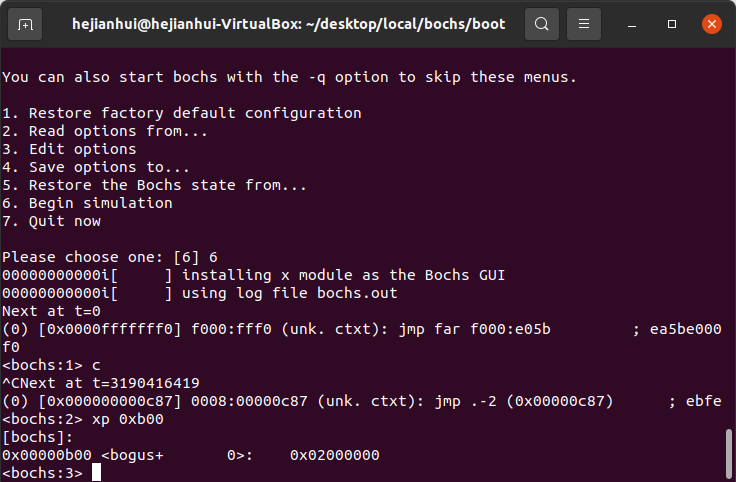 hejianhui@hejianhui-VirtualBox: ~/desktop/local/bochs/boot
You can also start bochs with the -q option to skip these menus.
1. Restore factory default configuration
2. Read options from...
3. Edit options
4. Save options to...
5. Restore the Bochs state from...
6. Begin simulation
7. Quit now
Please choose one: [6] 6
00000000000i[      ] installing x module as the Bochs GUI
00000000000i[      ] using log file bochs.out
Next at t=0
(0) [0x0000fffffff0] f000:fff0 (unk. ctxt): jmp far f000:e05b         ; ea5be000
f0
<bochs:1> c
^CNext at t=3190416419
(0) [0x000000000c87] 0008:00000c87 (unk. ctxt): jmp .-2 (0x00000c87)      ; ebfe
<bochs:2> xp 0xb00
[bochs]:
0x00000b00 <bogus+       0>:    0x02000000
<bochs:3>